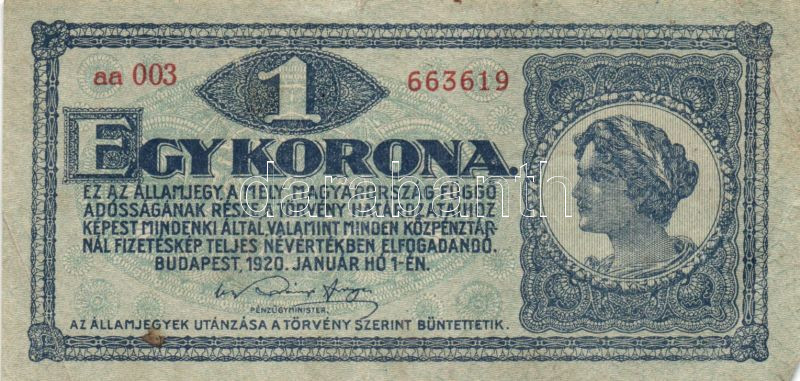 aa 003
1
663619
EGY KORONA.
EZ AZ ÁLLAMJEGY, A MELY MAGYARORSZÁG FÜGGŐ
ADÓSSÁGÁNAK RÉSZE A TÖRVÉNY HATÁROZATAIHOZ
KÉPEST MINDENKI ÁLTAL VALAMINT MINDEN KÖZPÉNZTÁR-
NÁL FIZETÉSKÉP TELJES NÉVÉRTÉKBEN ELFOGADANDÓ.
BUDAPEST, 1920. JANUÁR HÓ 1-ÉN.
PÉNZÜGYMINISTER.
AZ ÁLLAMJEGYEK UTÁNZÁSA A TÖRVÉNY SZERINT BÜNTETTETIK.
darabanth